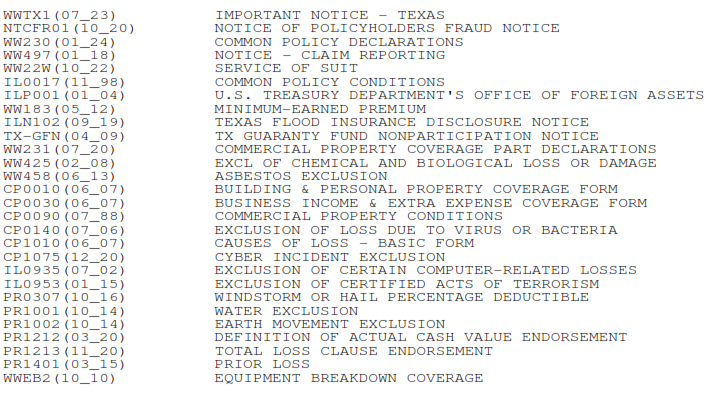 WWTX1(07_23) IMPORTANT NOTICE - TEXAS
NTCFR01(10_20) NOTICE OF POLICYHOLDERS FRAUD NOTICE
WW230(01_24) COMMON POLICY DECLARATIONS
WW497(01_18) NOTICE - CLAIM REPORTING
WW22W(10_22) SERVICE OF SUIT
IL0017(11_98) COMMON POLICY CONDITIONS
ILP001(01_04) U.S. TREASURY DEPARTMENT'S OFFICE OF FOREIGN ASSETS
WW183(05_12) MINIMUM-EARNED PREMIUM
ILN102(09_19) TEXAS FLOOD INSURANCE DISCLOSURE NOTICE
TX-GFN(04_09) TX GUARANTY FUND NONPARTICIPATION NOTICE
WW231(07_20) COMMERCIAL PROPERTY COVERAGE PART DECLARATIONS
WW425(02_08) EXCL OF CHEMICAL AND BIOLOGICAL LOSS OR DAMAGE
WW458(06_13) ASBESTOS EXCLUSION
CP0010(06_07) BUILDING & PERSONAL PROPERTY COVERAGE FORM
CP0030(06_07) BUSINESS INCOME & EXTRA EXPENSE COVERAGE FORM
CP0090(07_88) COMMERCIAL PROPERTY CONDITIONS
CP0140(07_06) EXCLUSION OF LOSS DUE TO VIRUS OR BACTERIA
CP1010(06_07) CAUSES OF LOSS - BASIC FORM
CP1075(12_20) CYBER INCIDENT EXCLUSION
IL0935(07_02) EXCLUSION OF CERTAIN COMPUTER-RELATED LOSSES
IL0953(01_15) EXCLUSION OF CERTIFIED ACTS OF TERRORISM
PR0307(10_16) WINDSTORM OR HAIL PERCENTAGE DEDUCTIBLE
PR1001(10_14) WATER EXCLUSION
PR1002(10_14) EARTH MOVEMENT EXCLUSION
PR1212(03_20) DEFINITION OF ACTUAL CASH VALUE ENDORSEMENT
PR1213(11_20) TOTAL LOSS CLAUSE ENDORSEMENT
PR1401(03_15) PRIOR LOSS
WWEB2(10_10) EQUIPMENT BREAKDOWN COVERAGE